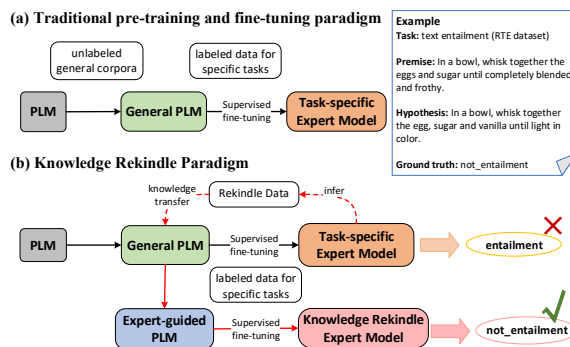 (a) Traditional pre-training and fine-tuning paradigm
unlabeled
general corpora
labeled data for
specific tasks
PLM
General PLM
Supervised
fine-tuning
Task-specific
Expert Model
Example
Task: text entailment (RTE dataset)
Premise: In a bowl, whisk together the
eggs and sugar until completely blended
and frothy.
Hypothesis: In a bowl, whisk together
the egg, sugar and vanilla until light in
color.
Ground truth: not_entailment
(b) Knowledge Rekindle Paradigm
knowledge
transfer
Rekindle Data
infer
PLM
General PLM
Supervised
fine-tuning
Task-specific
Expert Model
entailment
labeled data for
specific tasks
Expert-guided
PLM
Supervised
fine-tuning
Knowledge Rekindle
Expert Model
not_entailment